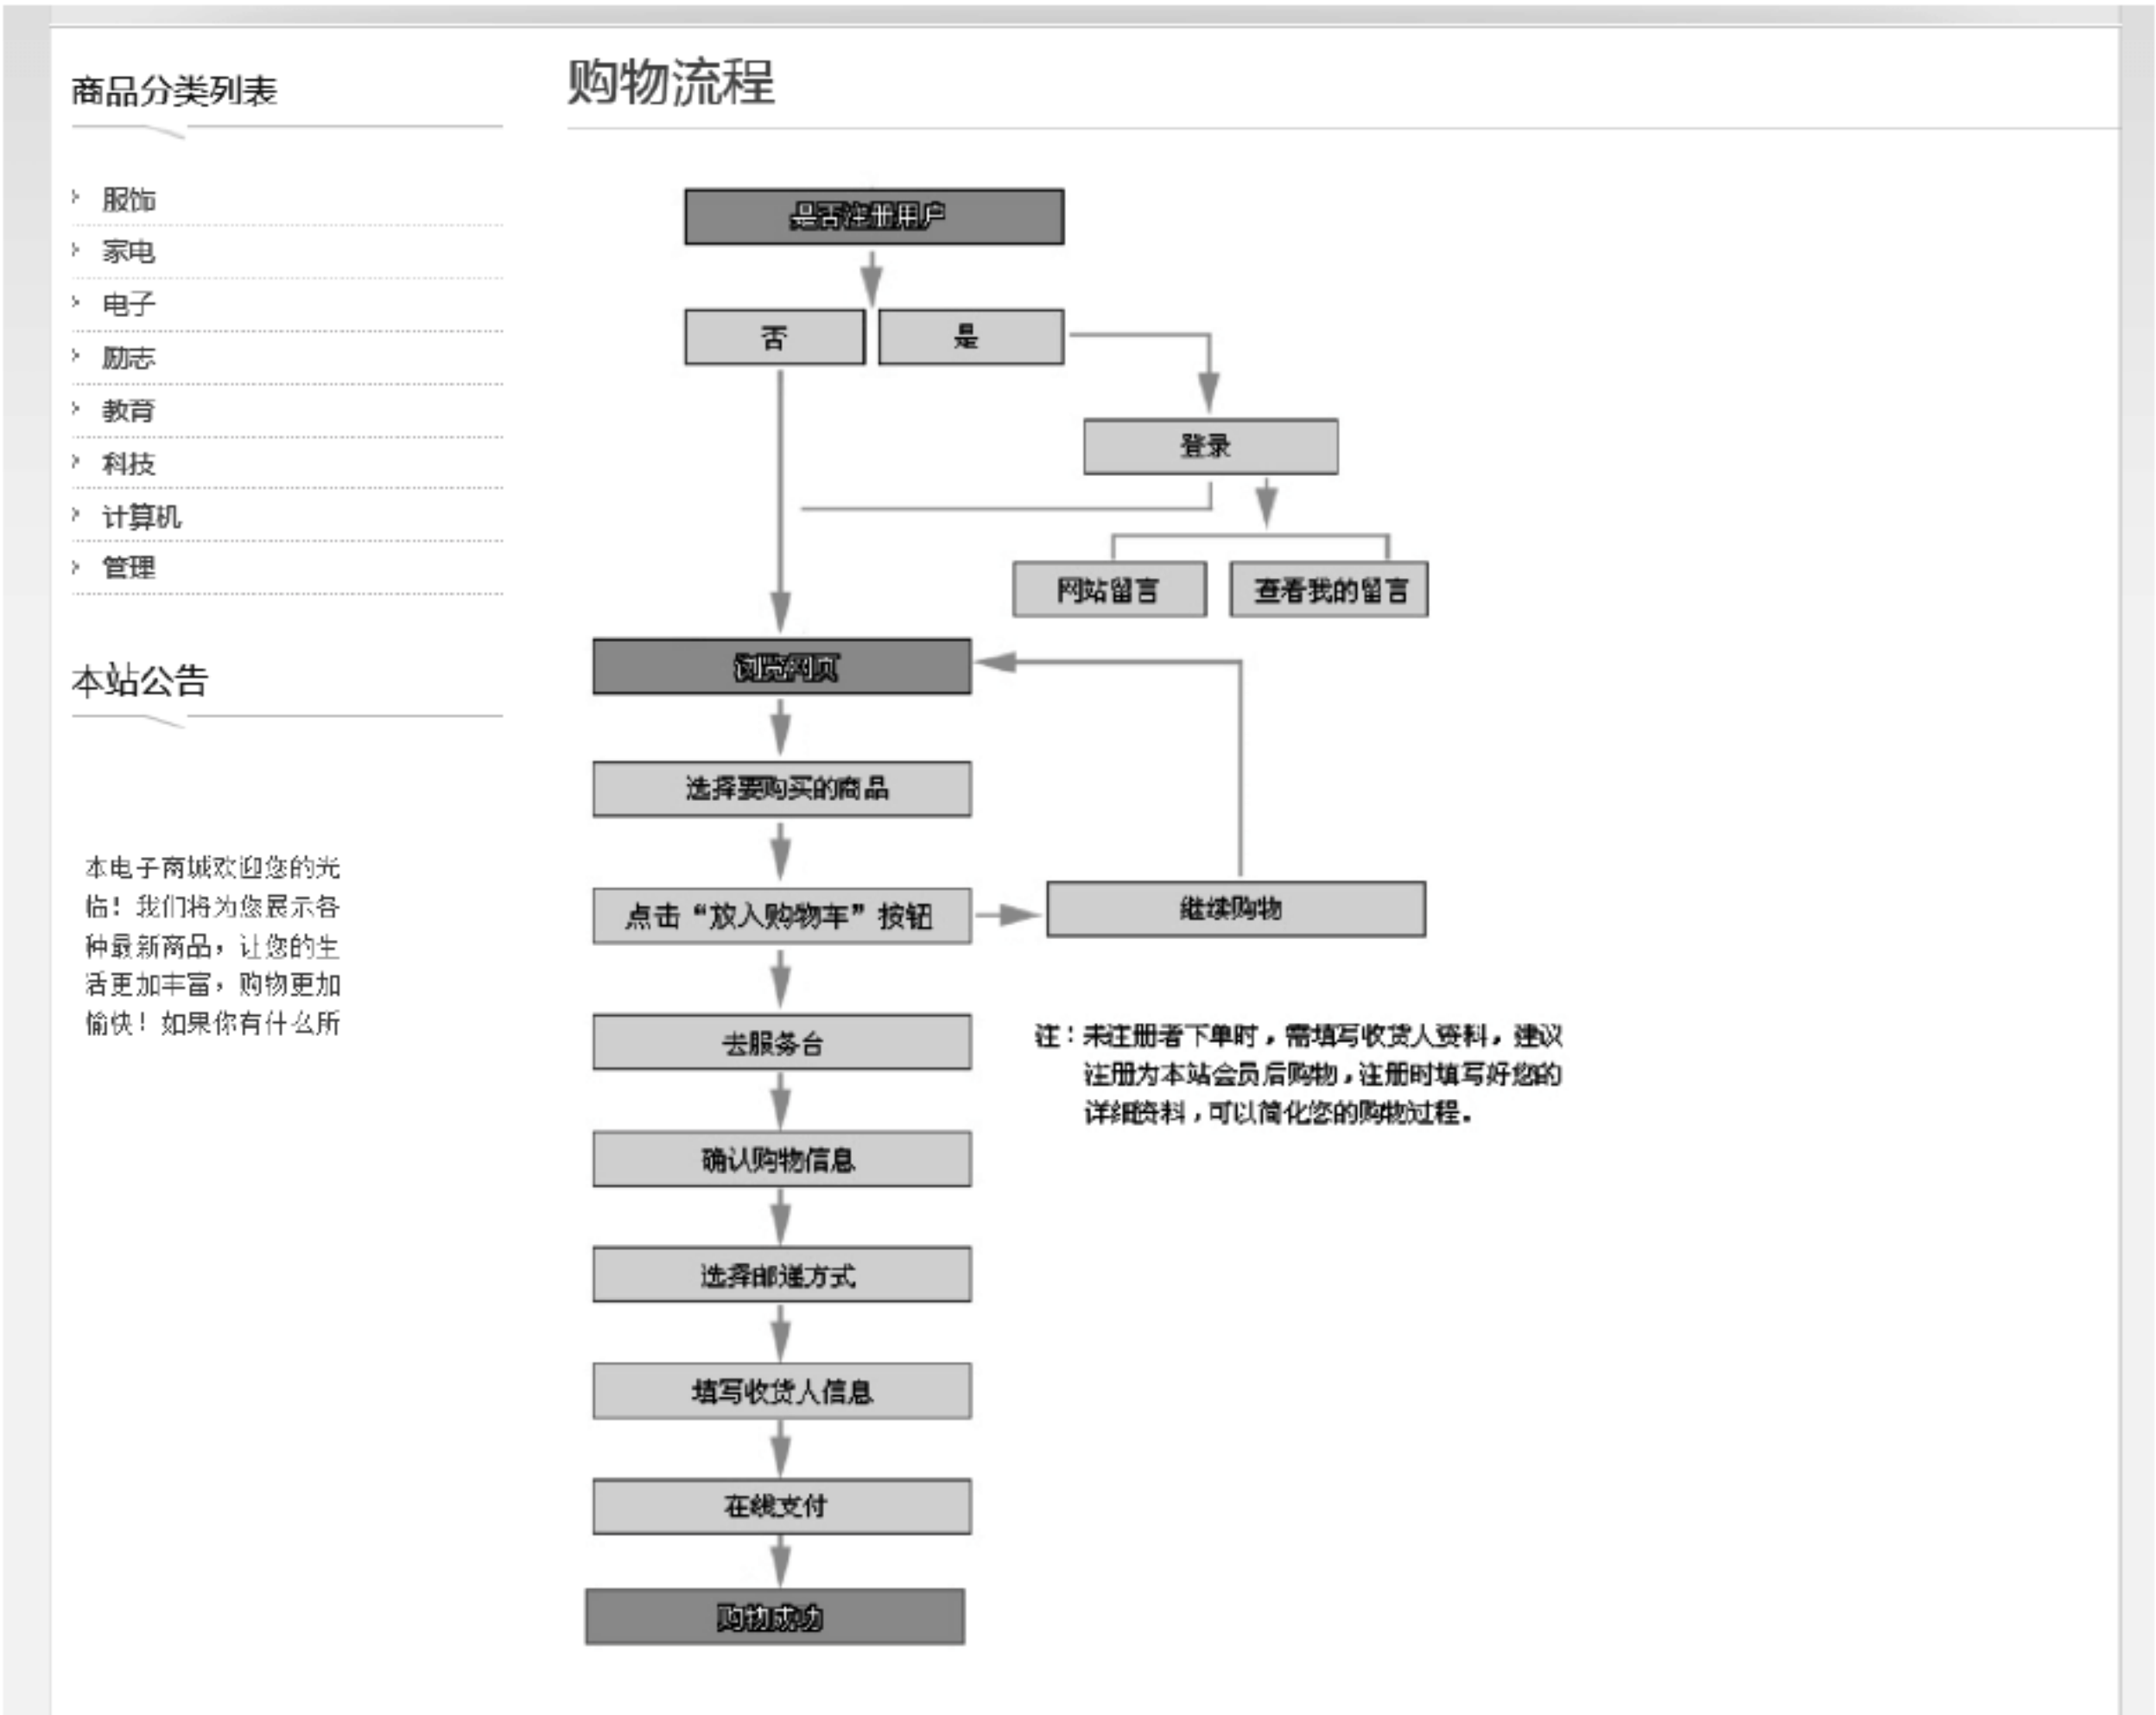 商品分类列表
服饰
家电
电子
励志
教育
科技
计算机
管理
本站公告
本电子商城欢迎您的光
临！我们将为您展示各
种最新商品，让您的生
活更加丰富，购物更加
愉快！如果你有什么所
购物流程
是否注册用户
否
是
登录
网站留言
查看我的留言
浏览网页
选择要购买的商品
点击“放入购物车”按钮
继续购物
去服务台
注：未注册者下单时，需填写收货人资料，建议
注册为本站会员后购物，注册时填写好您的
详细资料，可以简化您的购物过程。
确认购物信息
选择邮递方式
填写收货人信息
在线支付
购物成功